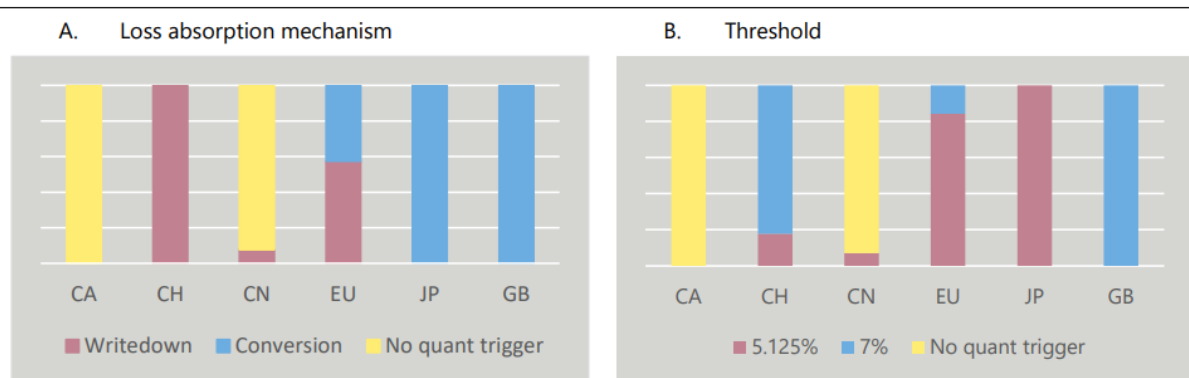 A. Loss absorption mechanism
CA CH CN EU JP GB
Writedown Conversion No quant trigger
B. Threshold
CA CH CN EU JP GB
5.125% 7% No quant trigger